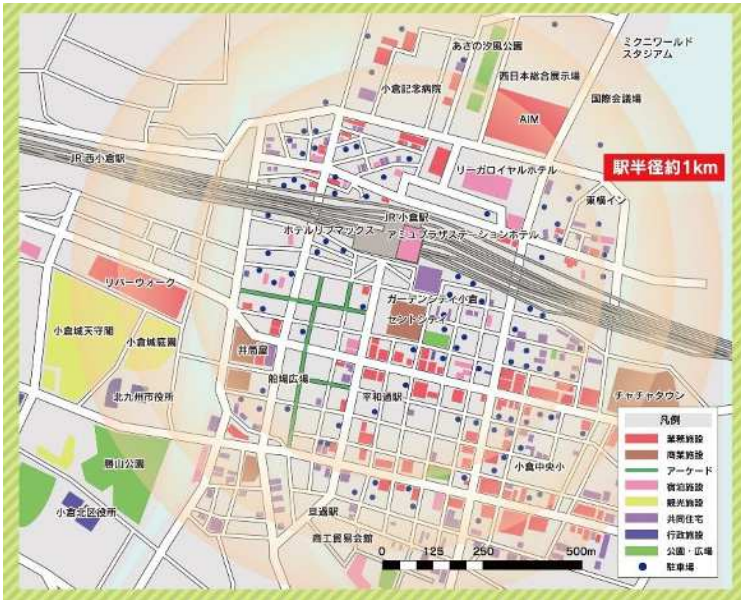 あさの汐風公園
ミクニワールド
スタジアム
西日本総合展示場
小倉記念病院
国際会議場
AIM
JR 西小倉駅
リーガロイヤルホテル
駅半径約1km
東横イン
JR 小倉駅
ホテルリブマックス
アミュプラザステーションホテル
リバーウォーク
ガーデンシティ小倉
セントシティ
小倉城天守閣
小倉城庭園
井筒屋
船場広場
北九州市役所
平和通駅
チャチャタウン
勝山公園
小倉中央小
小倉北区役所
旦過駅
商工貿易会館
0 125 250 500m
凡例
業務施設
商業施設
アーケード
宿泊施設
観光施設
共同住宅
行政施設
公園・広場
駐車場